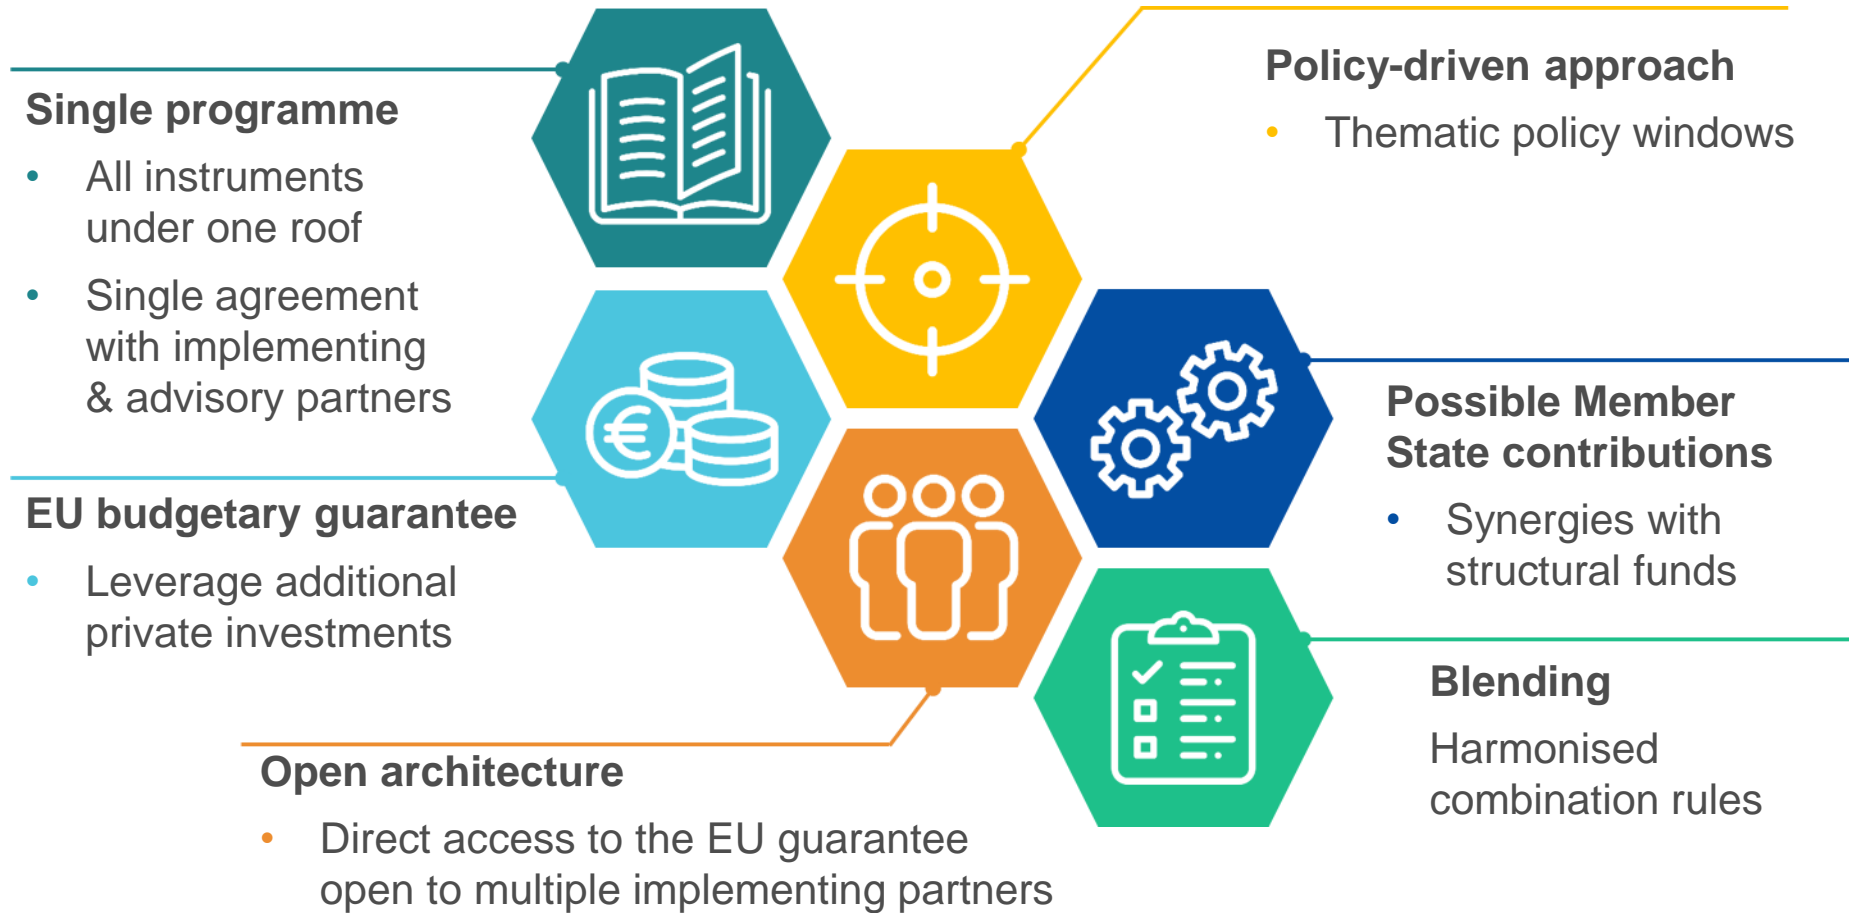 Single programme
• All instruments
under one roof
• Single agreement
with implementing
& advisory partners
EU budgetary guarantee
• Leverage additional
private investments
Open architecture
• Direct access to the EU guarantee
open to multiple implementing partners
Policy-driven approach
• Thematic policy windows
Possible Member
State contributions
• Synergies with
structural funds
Blending
Harmonised
combination rules
€